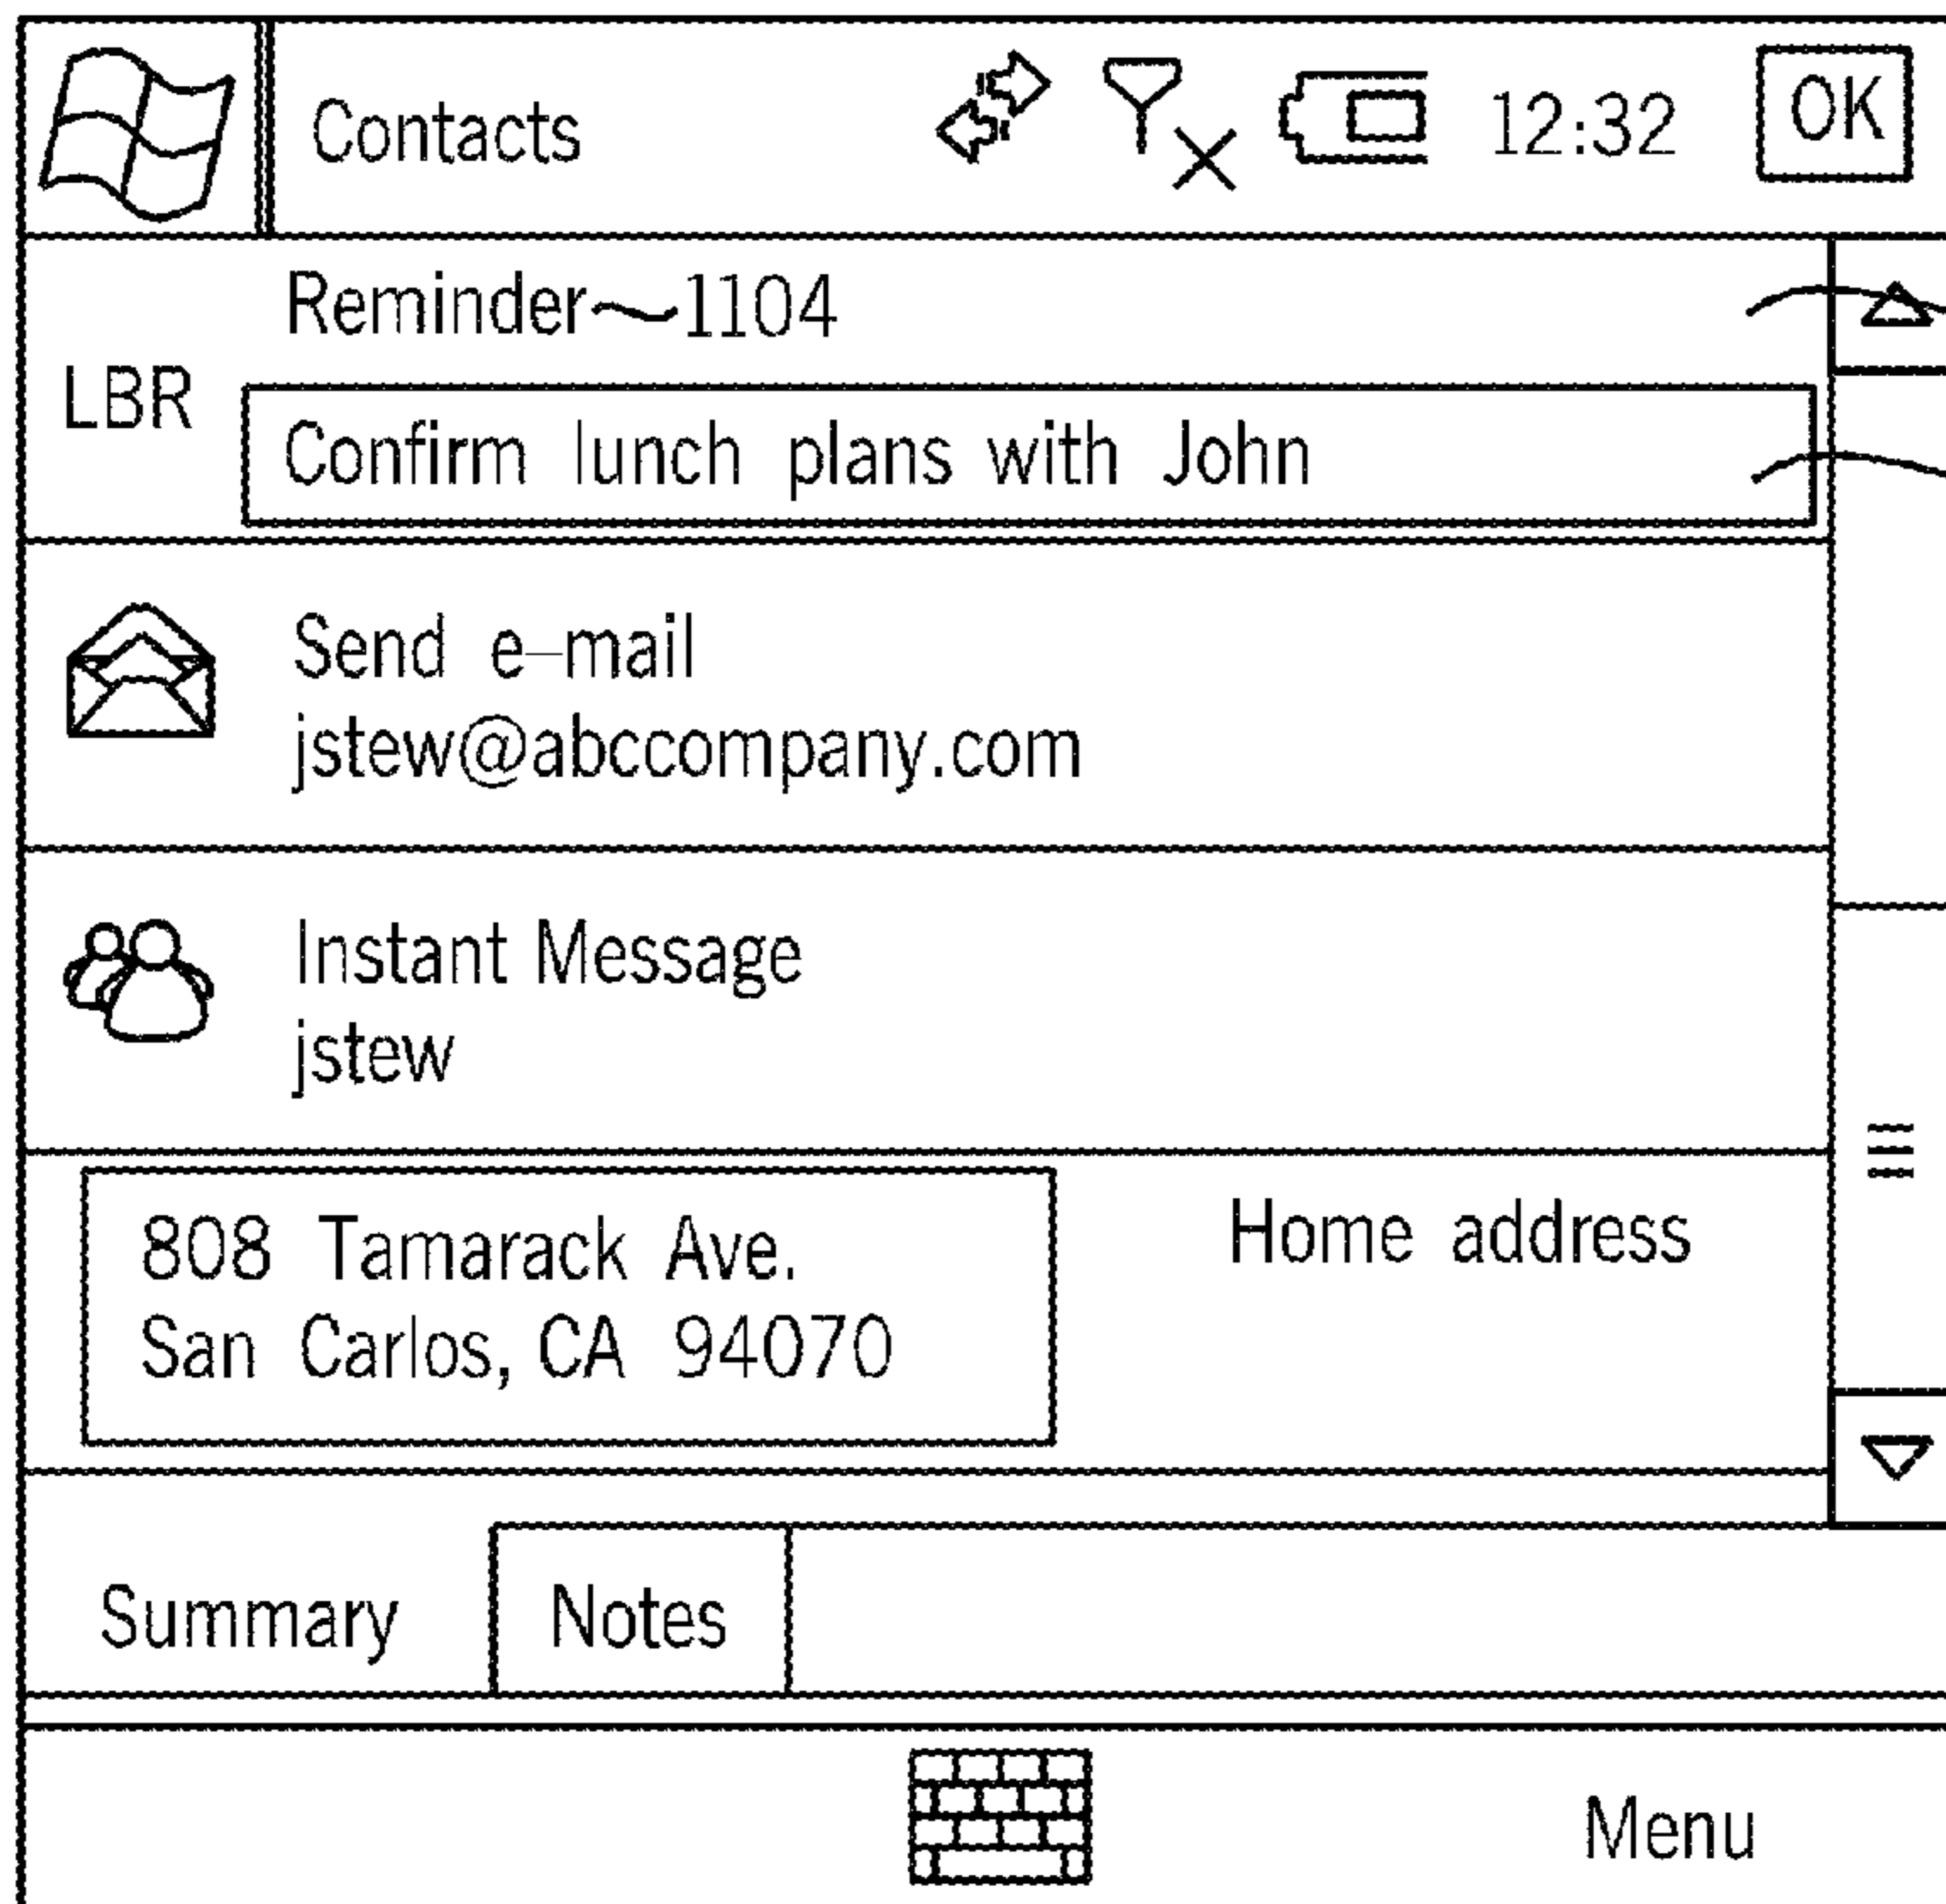 Contacts 12:32 OK
Reminder 1104
LBR
Confirm lunch plans with John
Send e-mail
jstew@abccompany.com
Instant Message
jstew
808 Tamarack Ave. Home address
San Carlos, CA 94070
Summary Notes
Menu